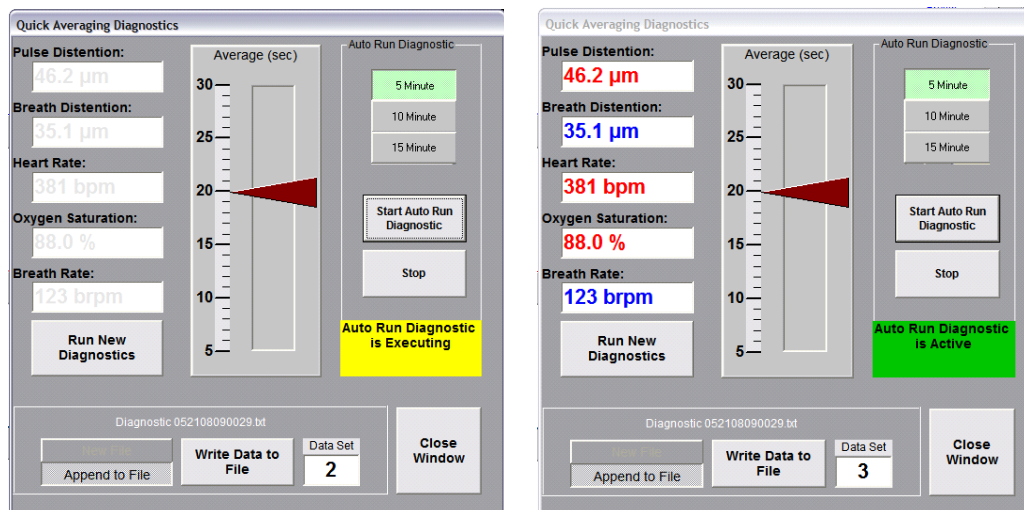 Quick Averaging Diagnostics
Pulse Distention:
46.2 µm
Breath Distention:
35.1 µm
Heart Rate:
381 bpm
Oxygen Saturation:
88.0 %
Breath Rate:
123 brpm
Run New
Diagnostics
Average (sec)
30
25
20
15
10
5
Auto Run Diagnostic
5 Minute
10 Minute
15 Minute
Start Auto Run
Diagnostic
Stop
Auto Run Diagnostic
is Executing
Diagnostic 052108090029.txt
New File
Append to File
Write Data to
File
Data Set
2
Close
Window
Quick Averaging Diagnostics
Pulse Distention:
46.2 µm
Breath Distention:
35.1 µm
Heart Rate:
381 bpm
Oxygen Saturation:
88.0 %
Breath Rate:
123 brpm
Run New
Diagnostics
Average (sec)
30
25
20
15
10
5
Auto Run Diagnostic
5 Minute
10 Minute
15 Minute
Start Auto Run
Diagnostic
Stop
Auto Run Diagnostic
is Active
Diagnostic 052108090029.txt
New File
Append to File
Write Data to
File
Data Set
3
Close
Window